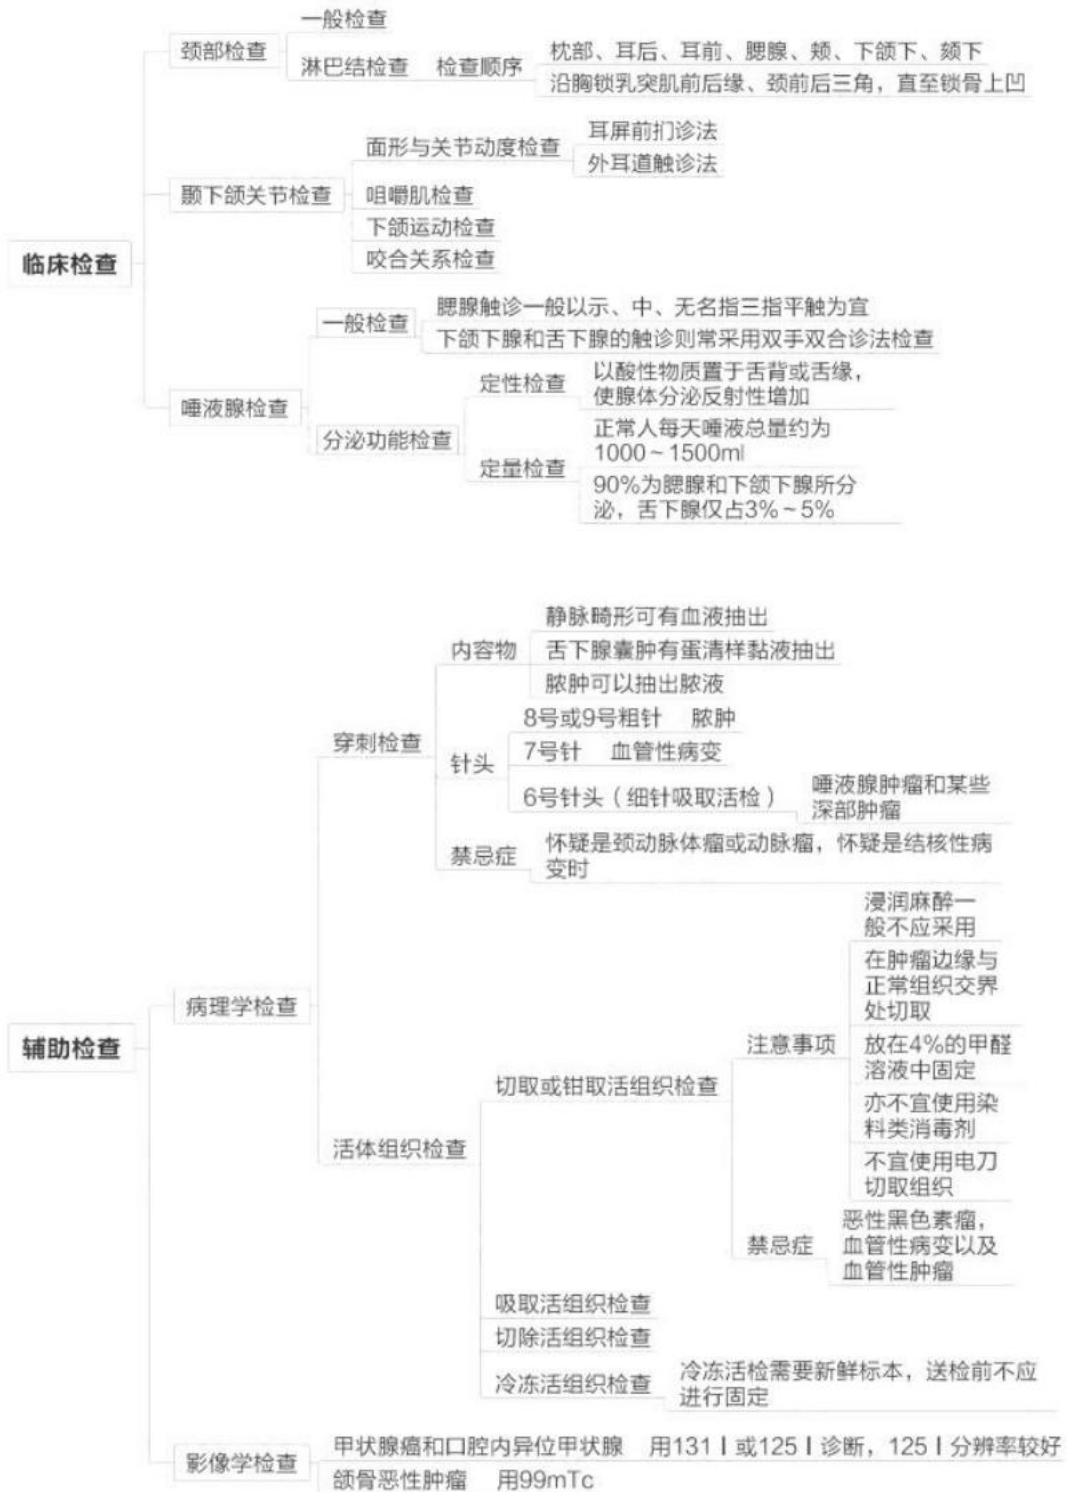 临床检查
颈部检查
一般检查
淋巴结检查 检查顺序
枕部、耳后、耳前、腮腺、颊、下颌下、颏下
沿胸锁乳突肌前后缘、颈前后三角，直至锁骨上凹
颞下颌关节检查
面形与关节动度检查
耳屏前扪诊法
外耳道触诊法
咀嚼肌检查
下颌运动检查
咬合关系检查
唾液腺检查
一般检查
腮腺触诊一般以示、中、无名指三指平触为宜
下颌下腺和舌下腺的触诊则常采用双手双合诊法检查
分泌功能检查
定性检查
以酸性物质置于舌背或舌缘，
使腺体分泌反射性增加
定量检查
正常人每天唾液总量约为
1000～1500ml
90%为腮腺和下颌下腺所分
泌，舌下腺仅占3%～5%
辅助检查
病理学检查
穿刺检查
内容物
静脉畸形可有血液抽出
舌下腺囊肿有蛋清样黏液抽出
脓肿可以抽出脓液
针头
8号或9号粗针 脓肿
7号针 血管性病变
6号针头（细针吸取活检）
唾液腺肿瘤和某些
深部肿瘤
禁忌症
怀疑是颈动脉体瘤或动脉瘤，怀疑是结核性病
变时
活体组织检查
切取或钳取活组织检查
注意事项
浸润麻醉一
般不应采用
在肿瘤边缘与
正常组织交界
处切取
放在4%的甲醛
溶液中固定
亦不宜使用染
料类消毒剂
不宜使用电刀
切取组织
禁忌症
恶性黑色素瘤，
血管性病变以及
血管性肿瘤
吸取活组织检查
切除活组织检查
冷冻活组织检查
冷冻活检需要新鲜标本，送检前不应
进行固定
影像学检查
甲状腺癌和口腔内异位甲状腺 用131 I 或125 I 诊断，125 I 分辨率较好
颌骨恶性肿瘤 用99mTc